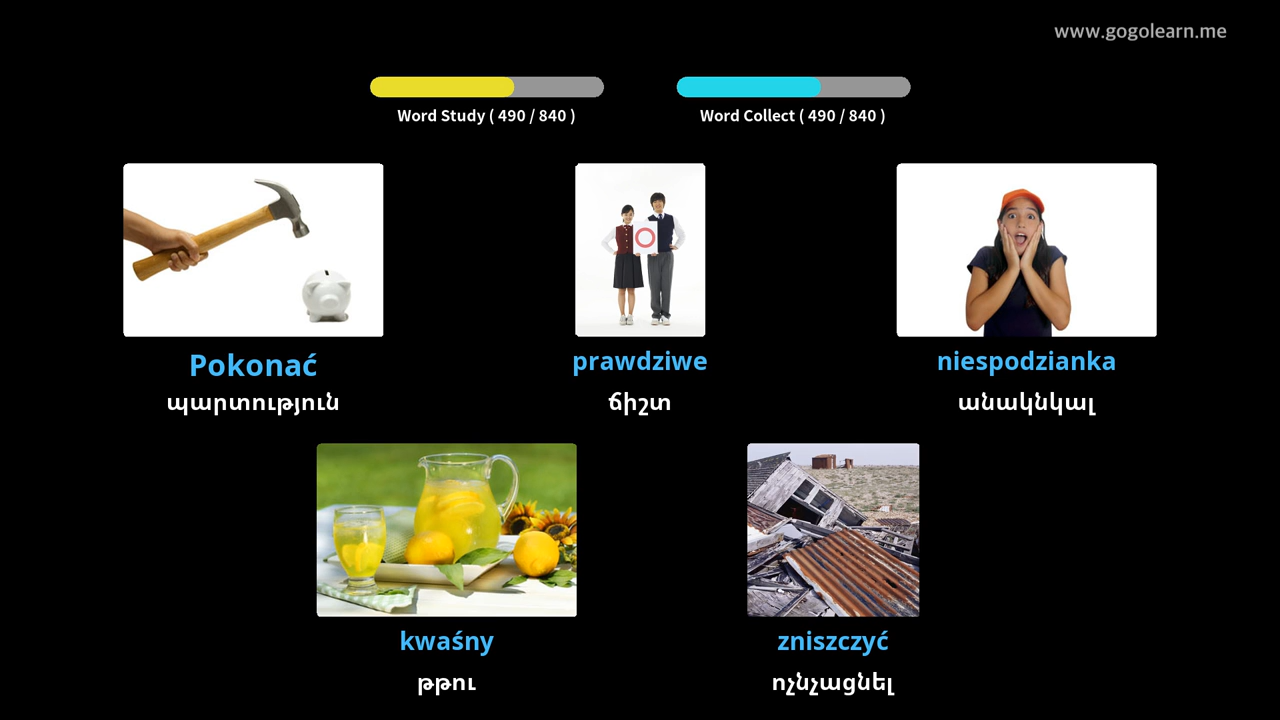 www.gogolearn.me
Word Study ( 490 / 840 )
Word Collect ( 490 / 840 )
Pokonać
պարտություն
prawdziwe
ճիշտ
niespodzianka
անակնկալ
kwaśny
թթու
zniszczyć
ոչնչացնել